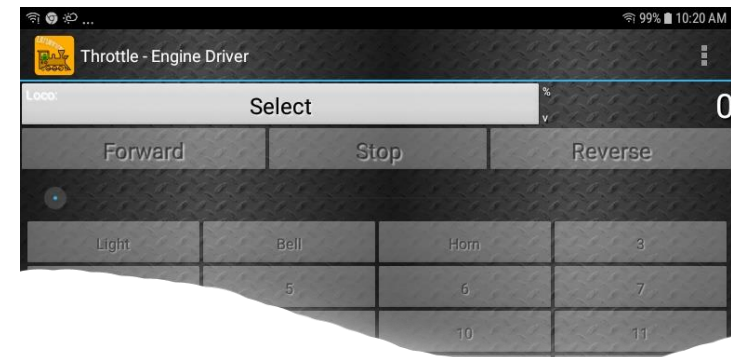 ... 99% 10:20 AM
Throttle - Engine Driver
Loco: Select % 0
v
Forward Stop Reverse
Light Bell Horn 3
5 6 7
10 11